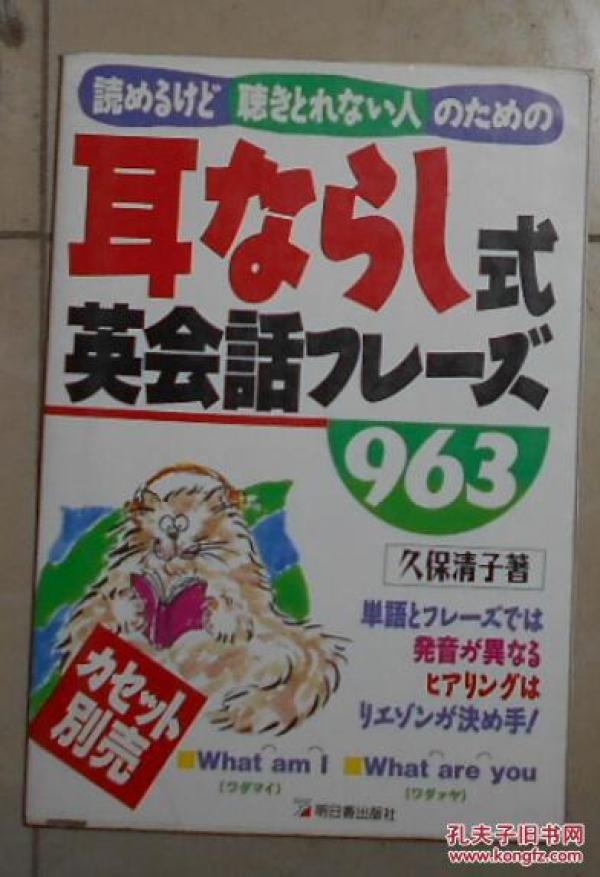 読めるけど 聴きとれない人 のための
耳ならし式
英会話フレーズ
963
久保清子著
単語とフレーズでは
発音が異なる
ヒアリングは
リエゾンが決め手!
カセット
別売
What am I
(ワダマイ)
What are you
(ワダァヤ)
明日香出版社
孔夫子旧书网
www.kongfz.com